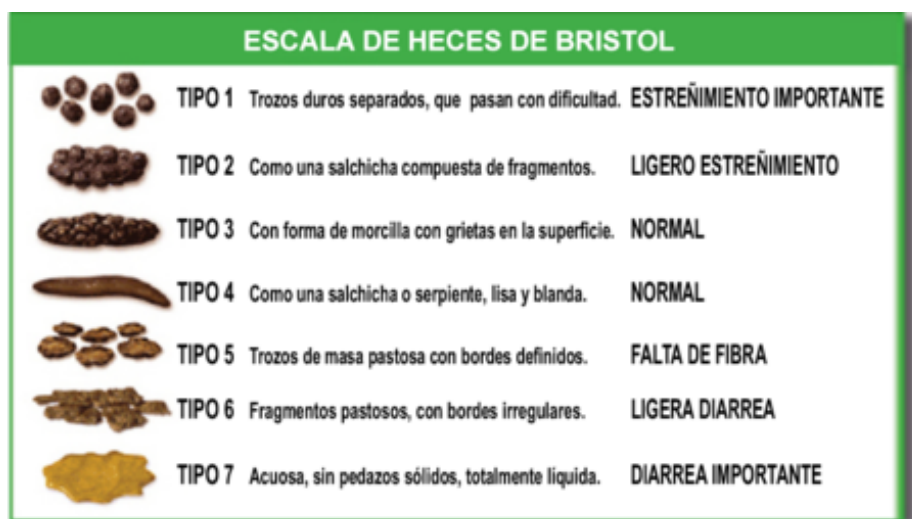 ESCALA DE HECES DE BRISTOL
TIPO 1 Trozos duros separados, que pasan con dificultad. ESTREÑIMIENTO IMPORTANTE
TIPO 2 Como una salchicha compuesta de fragmentos. LIGERO ESTREÑIMIENTO
TIPO 3 Con forma de morcilla con grietas en la superficie. NORMAL
TIPO 4 Como una salchicha o serpiente, lisa y blanda. NORMAL
TIPO 5 Trozos de masa pastosa con bordes definidos. FALTA DE FIBRA
TIPO 6 Fragmentos pastosos, con bordes irregulares. LIGERA DIARREA
TIPO 7 Acuosa, sin pedazos sólidos, totalmente líquida. DIARREA IMPORTANTE